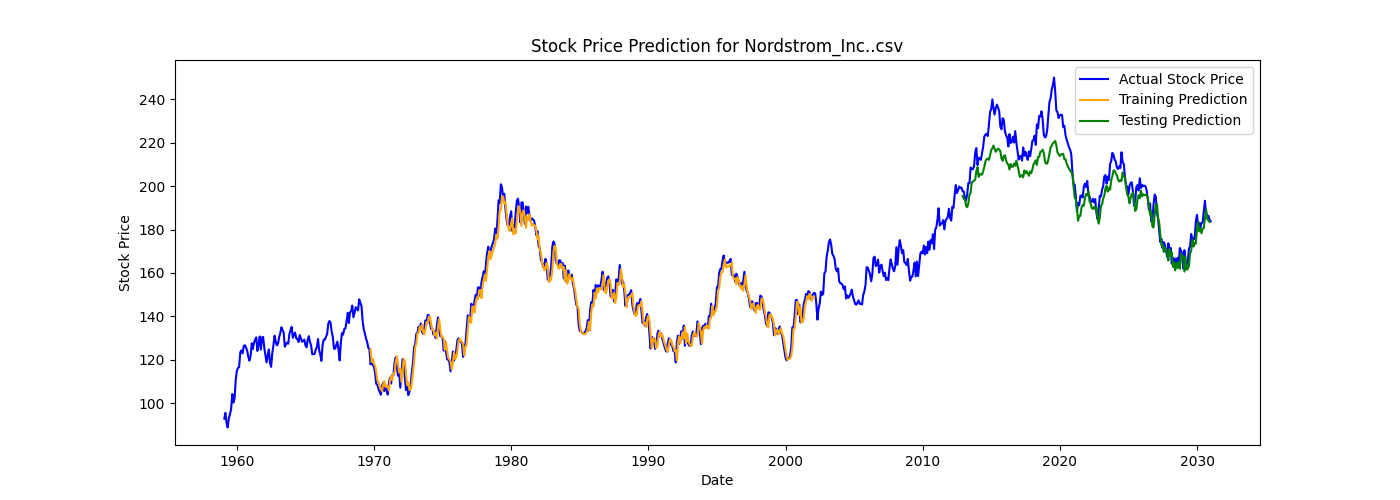 Stock Price Prediction for Nordstrom_Inc..csv
Actual Stock Price
Training Prediction
Testing Prediction
Stock Price
240
220
200
180
160
140
120
100
1960 1970 1980 1990 2000 2010 2020 2030
Date